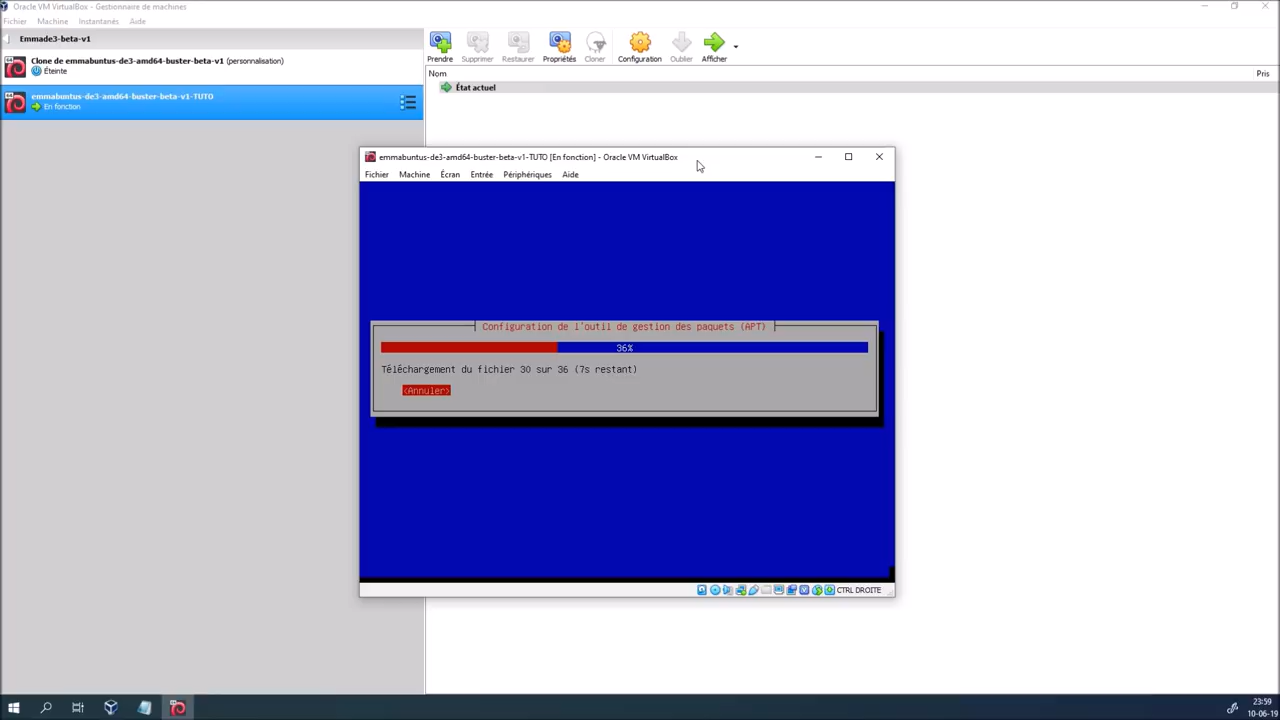 Oracle VM VirtualBox - Gestionnaire de machines
Fichier Machine Instantanés Aide
Emmade3-beta-v1
Clone de emmabuntus-de3-amd64-buster-beta-v1 (personnalisation)
Éteinte
emmabuntus-de3-amd64-buster-beta-v1-TUTO
En fonction
Prendre Supprimer Restaurer Propriétés Cloner Configuration Oublier Afficher
Nom Pris
État actuel
emmabuntus-de3-amd64-buster-beta-v1-TUTO [En fonction] - Oracle VM VirtualBox
Fichier Machine Écran Entrée Périphériques Aide
Configuration de l'outil de gestion des paquets (APT)
36%
Téléchargement du fichier 30 sur 36 (7s restant)
<Annuler>
CTRL DROITE
23:59
10-06-19